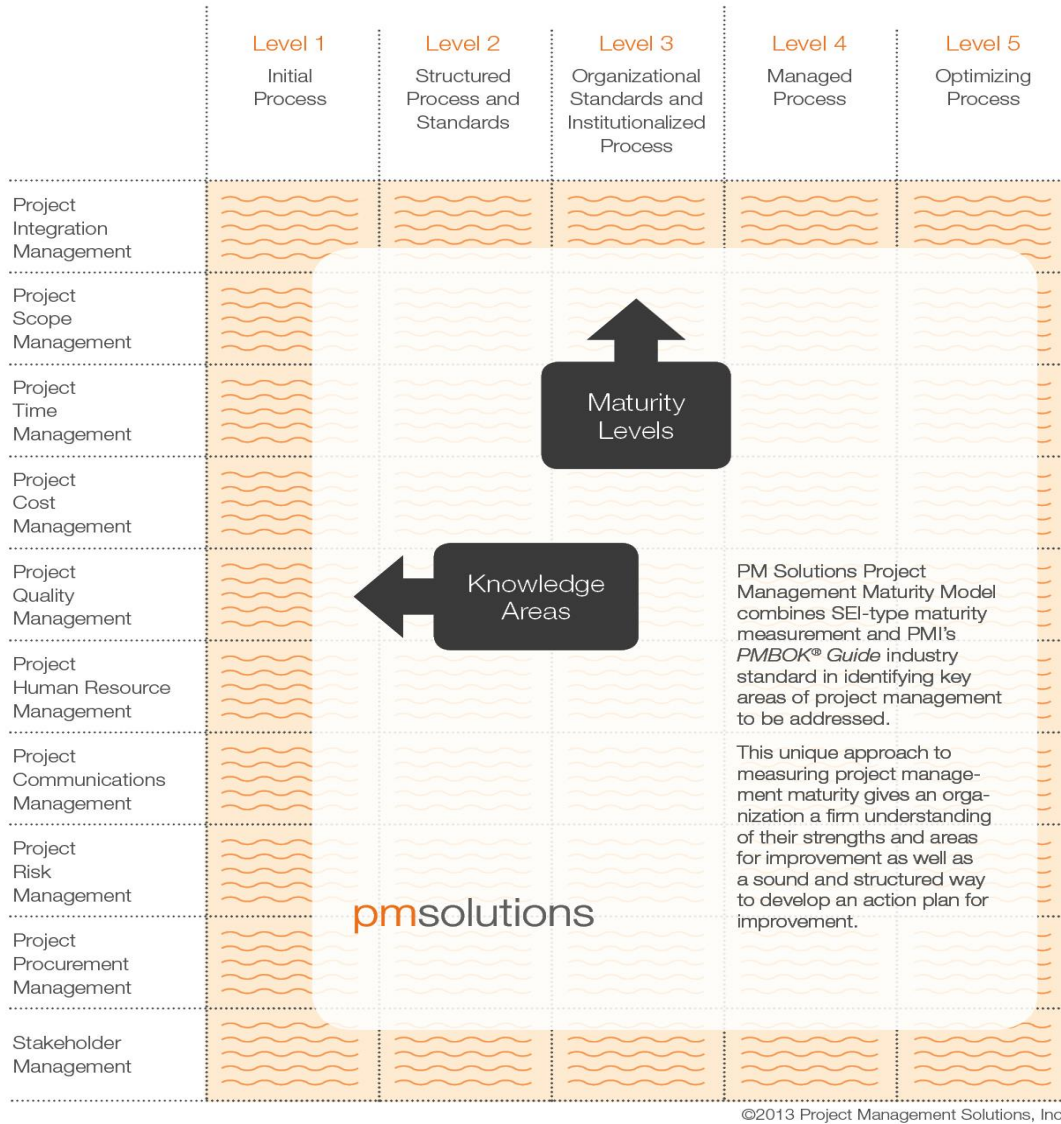 Level 1
Initial
Process
Level 2
Structured
Process and
Standards
Level 3
Organizational
Standards and
Institutionalized
Process
Level 4
Managed
Process
Level 5
Optimizing
Process
Project
Integration
Management
Project
Scope
Management
Project
Time
Management
Project
Cost
Management
Project
Quality
Management
Project
Human Resource
Management
Project
Communications
Management
Project
Risk
Management
Project
Procurement
Management
Stakeholder
Management
Maturity
Levels
Knowledge
Areas
PM Solutions Project
Management Maturity Model
combines SEI-type maturity
measurement and PMI's
PMBOK® Guide industry
standard in identifying key
areas of project management
to be addressed.
This unique approach to
measuring project manage-
ment maturity gives an orga-
nization a firm understanding
of their strengths and areas
for improvement as well as
a sound and structured way
to develop an action plan for
improvement.
pmsolutions
©2013 Project Management Solutions, Inc